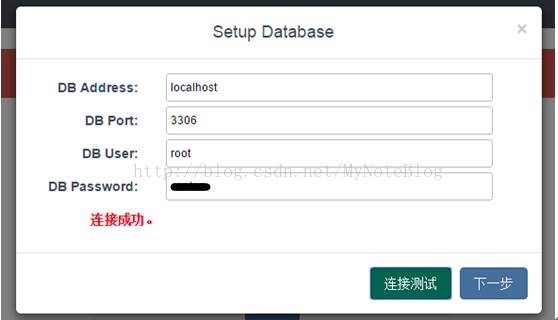 Setup Database
×
DB Address: localhost
DB Port: 3306
DB User: root
http://blog.csdn.net/MyNoteBlog
DB Password:
连接成功。
连接测试 下一步